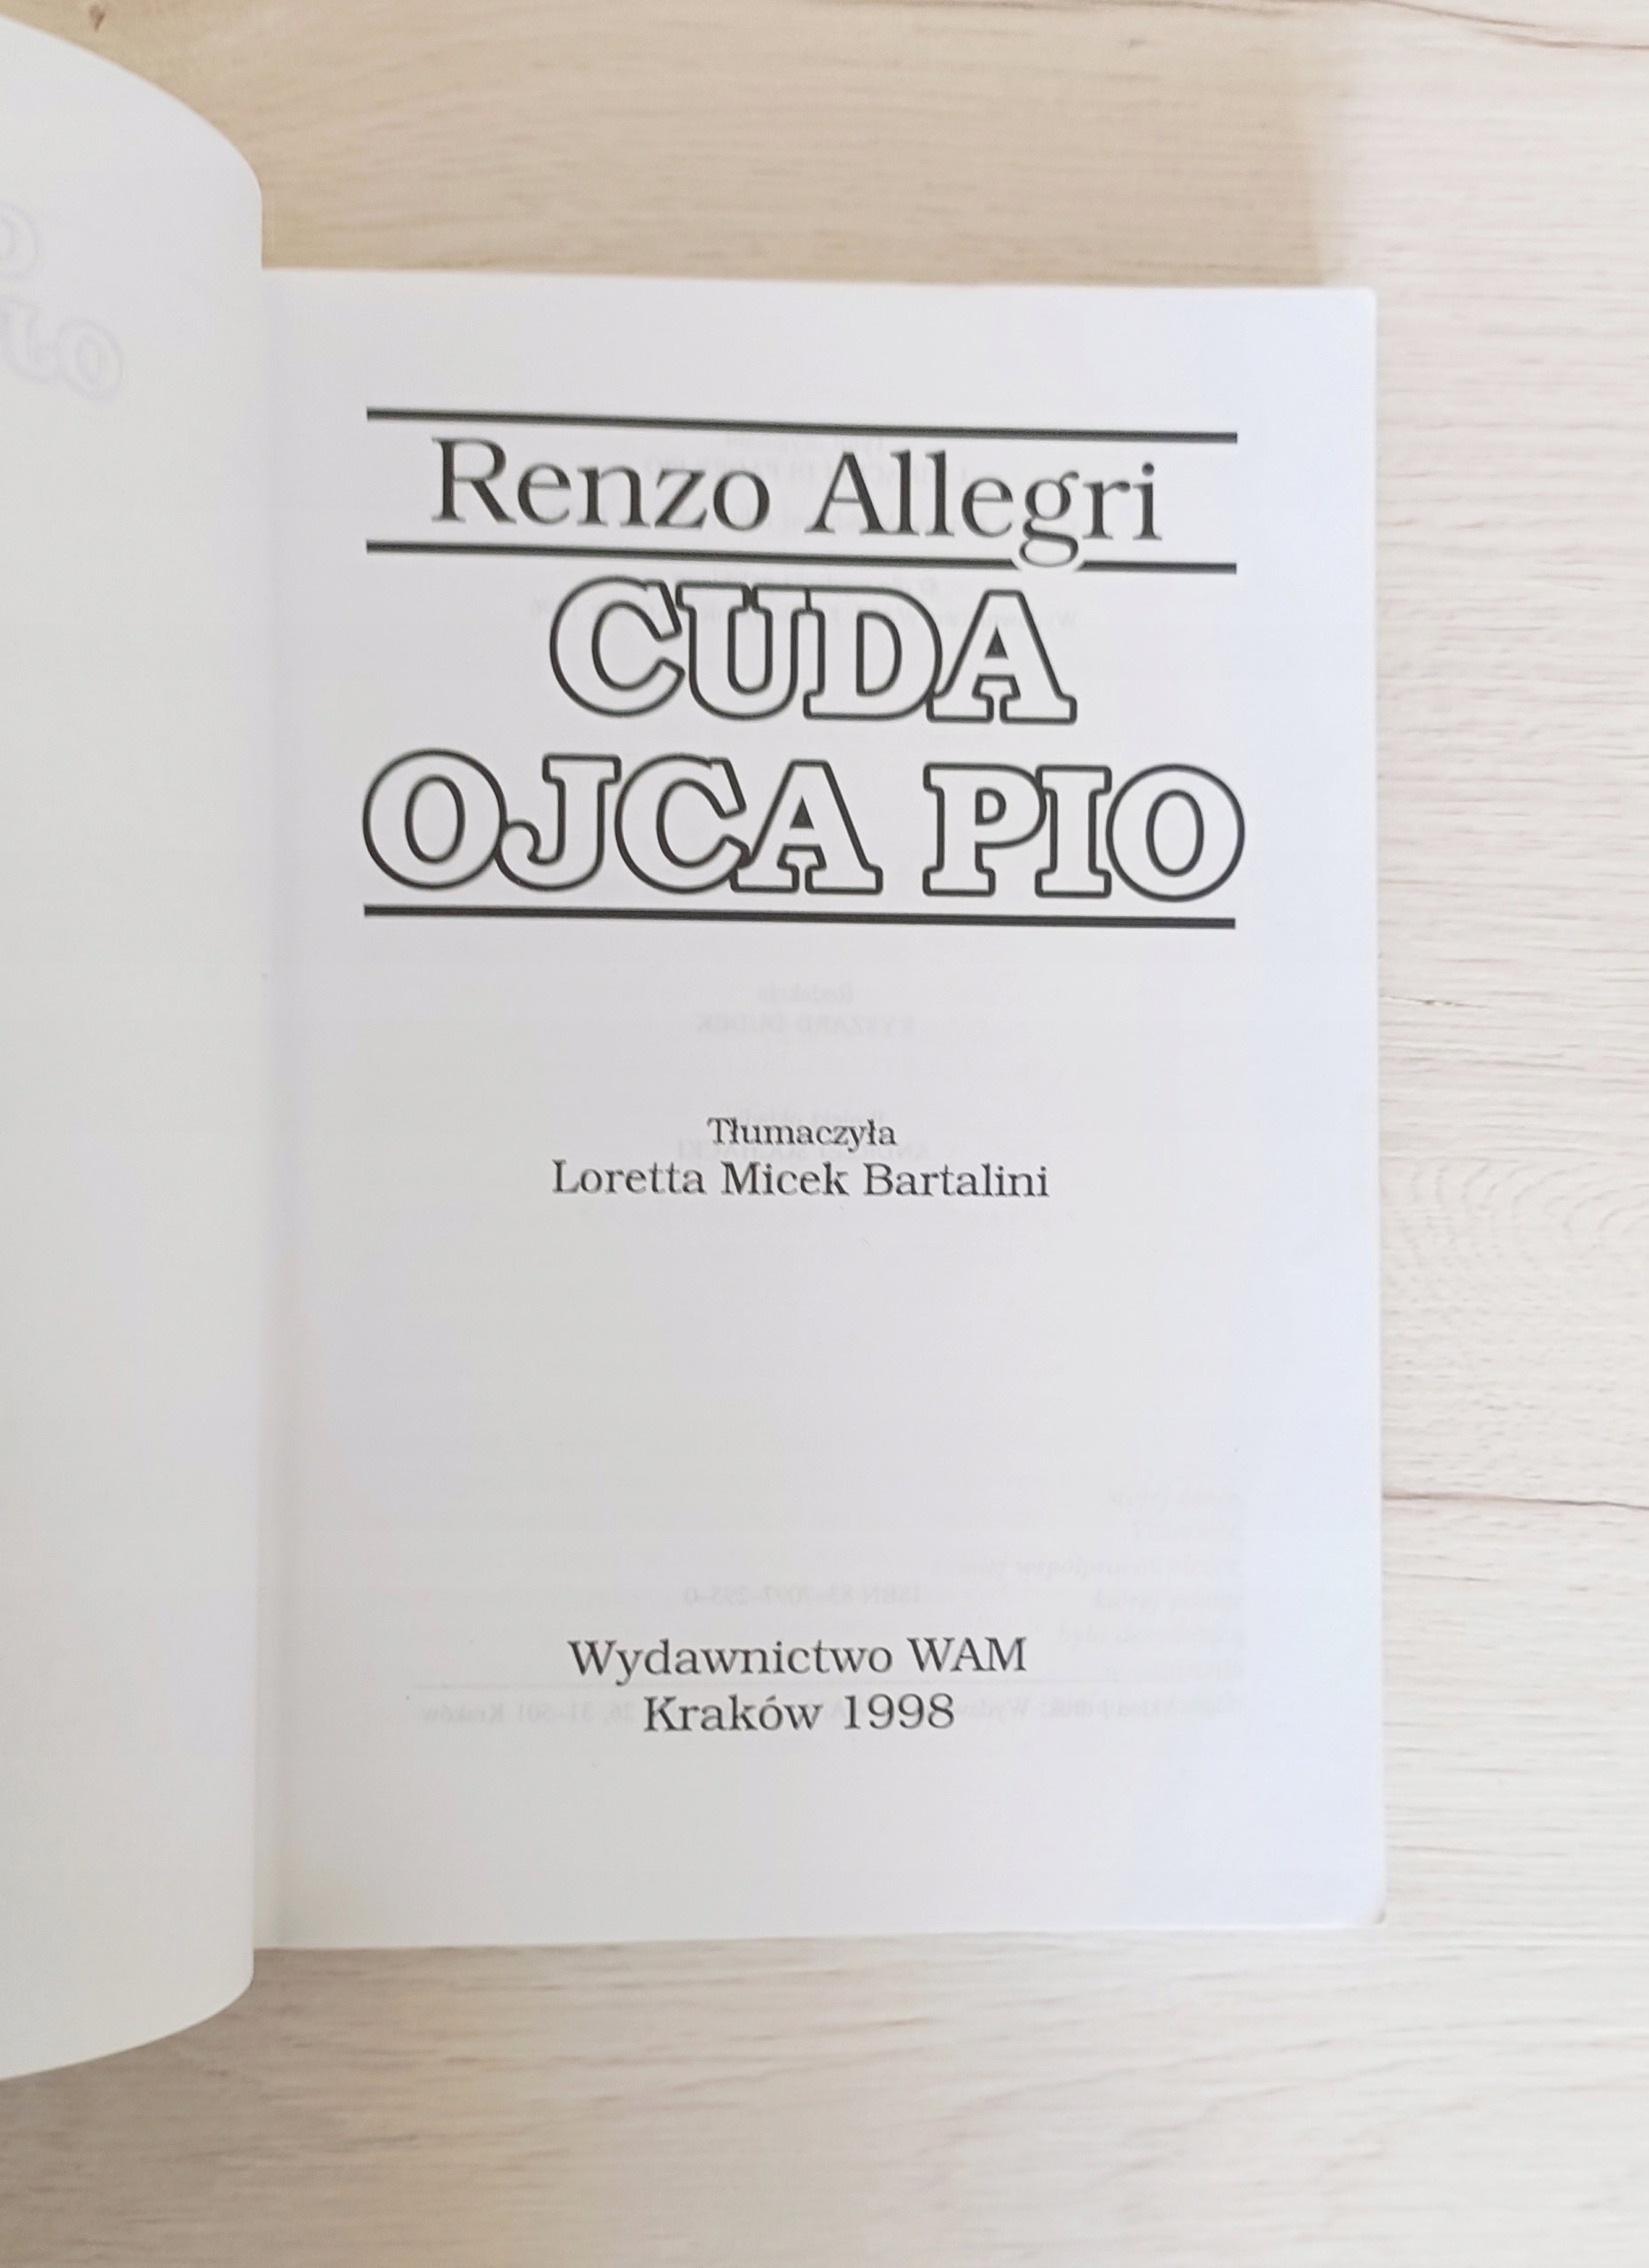 Renzo Allegri
CUDA
OJCA PIO
Tłumaczyła
Loretta Micek Bartalini
Wydawnictwo WAM
Kraków 1998